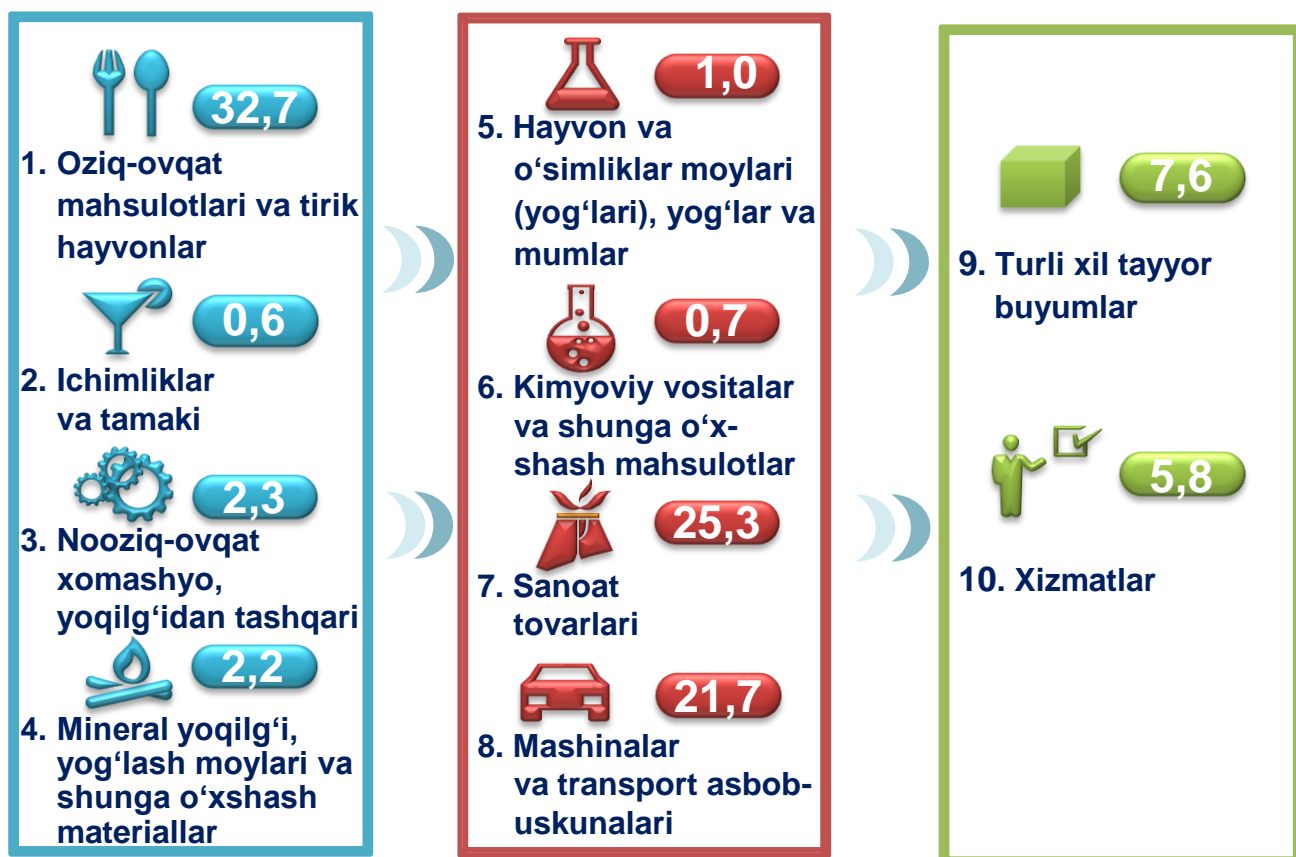 32,7
1. Oziq-ovqat
mahsulotlari va tirik
hayvonlar
0,6
2. Ichimliklar
va tamaki
2,3
3. Nooziq-ovqat
xomashyo,
yoqilg‘idan tashqari
2,2
4. Mineral yoqilg‘i,
yog‘lash moylari va
shunga o‘xshash
materiallar
1,0
5. Hayvon va
o‘simliklar moylari
(yog‘lari), yog‘lar va
mumlar
0,7
6. Kimyoviy vositalar
va shunga o‘x-
shash mahsulotlar
25,3
7. Sanoat
tovarlari
21,7
8. Mashinalar
va transport asbob-
uskunalari
7,6
9. Turli xil tayyor
buyumlar
5,8
10. Xizmatlar